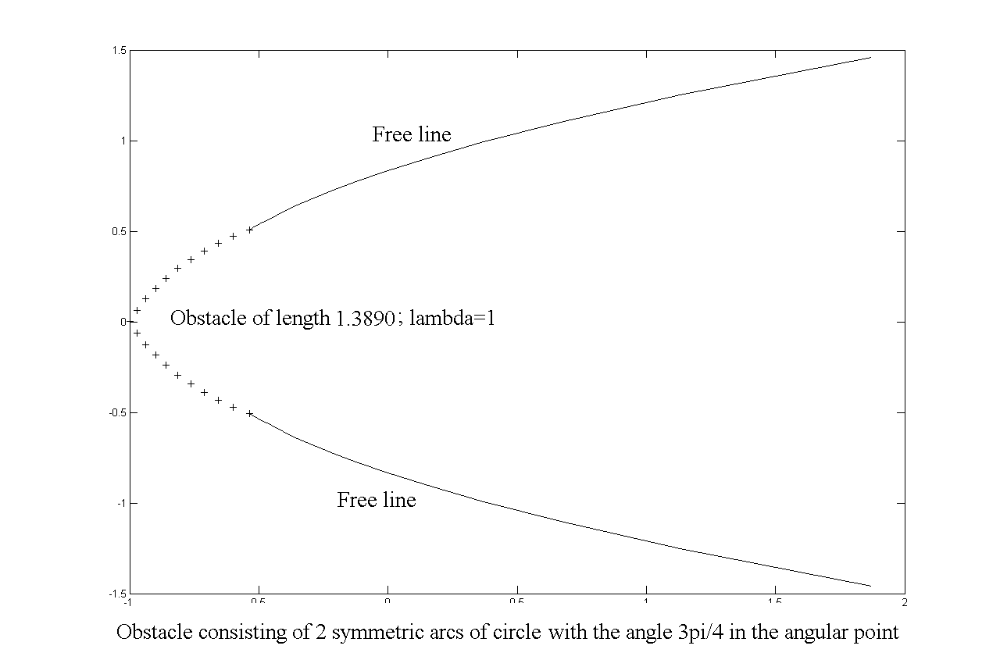 1.5
Free line
1
0.5
0
Obstacle of length 1.3890; lambda=1
-0.5
Free line
-1
-1.5
-1 0.5 0 0.5 1 1.5 2
Obstacle consisting of 2 symmetric arcs of circle with the angle 3pi/4 in the angular point